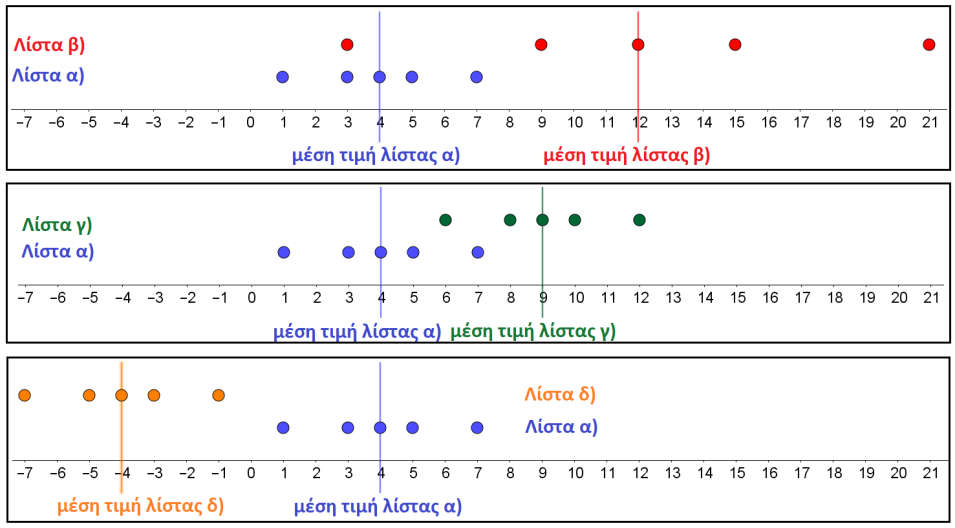 Λίστα β)
Λίστα α)
−7 −6 −5 −4 −3 −2 −1 0 1 2 3 4 5 6 7 8 9 10 11 12 13 14 15 16 17 18 19 20 21
μέση τιμή λίστας α) μέση τιμή λίστας β)
Λίστα γ)
Λίστα α)
−7 −6 −5 −4 −3 −2 −1 0 1 2 3 4 5 6 7 8 9 10 11 12 13 14 15 16 17 18 19 20 21
μέση τιμή λίστας α) μέση τιμή λίστας γ)
Λίστα δ)
Λίστα α)
−7 −6 −5 −4 −3 −2 −1 0 1 2 3 4 5 6 7 8 9 10 11 12 13 14 15 16 17 18 19 20 21
μέση τιμή λίστας δ) μέση τιμή λίστας α)